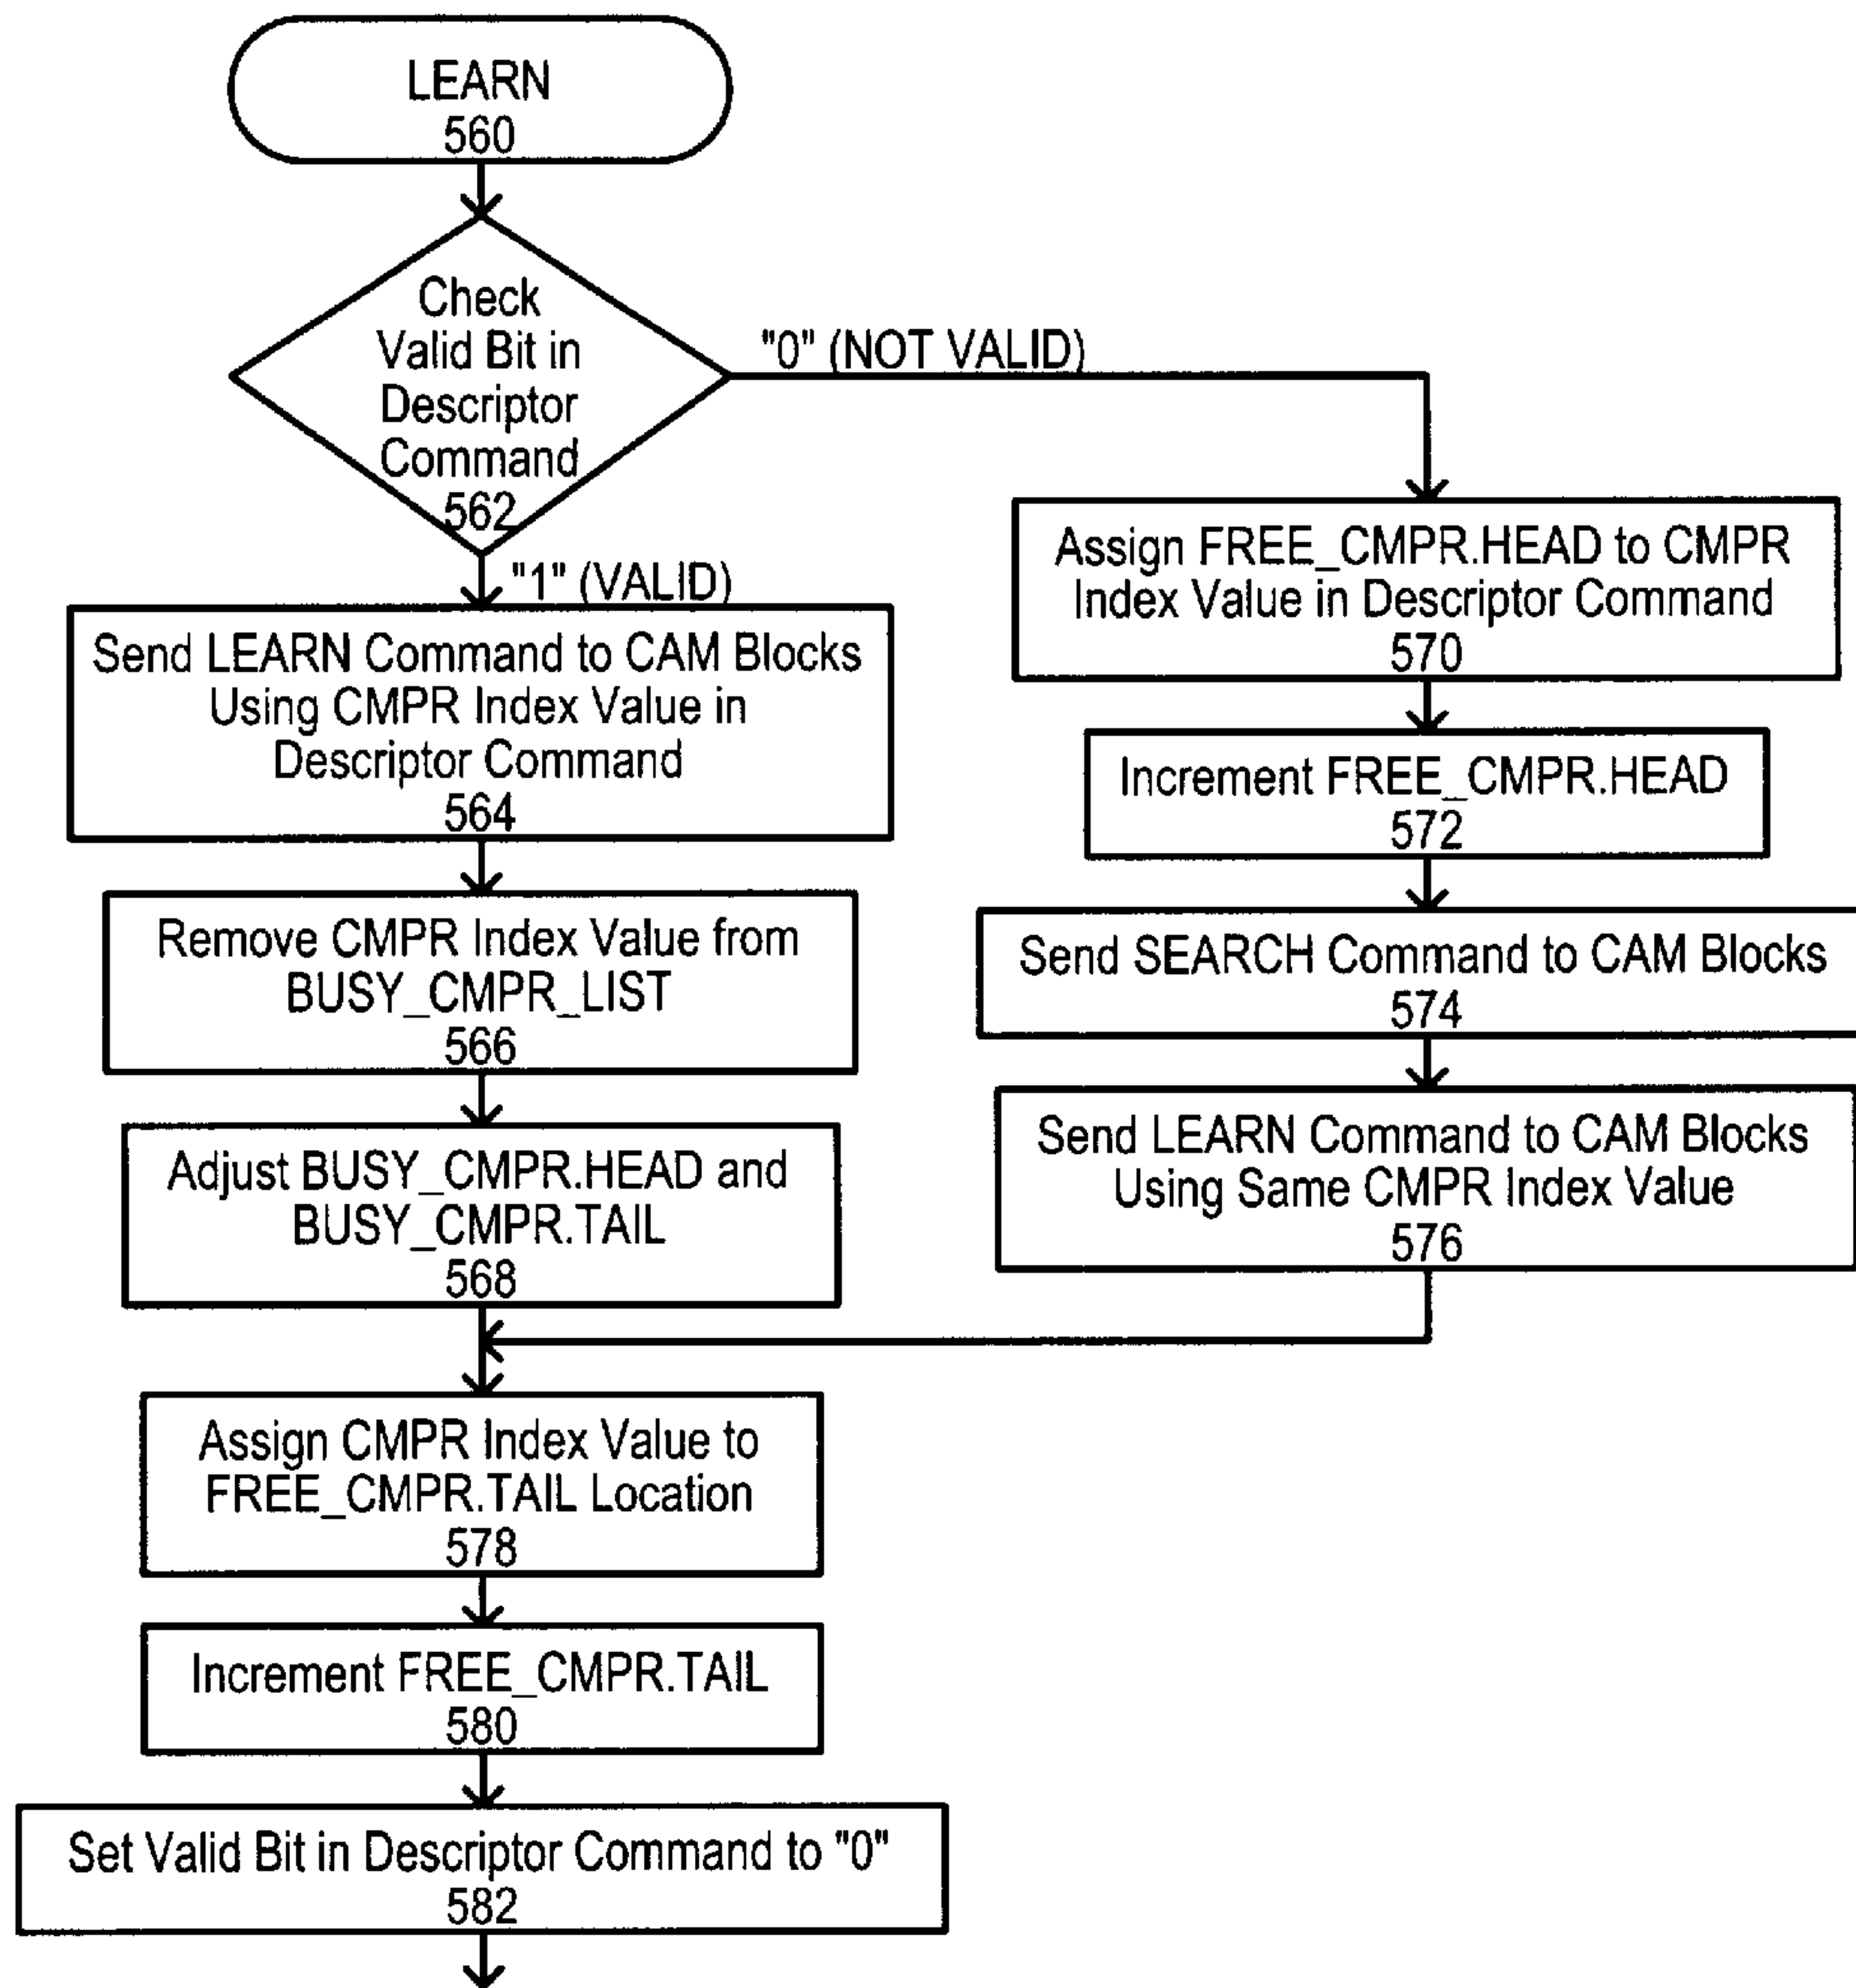 LEARN
560
Check
Valid Bit in
Descriptor
Command
562
"0" (NOT VALID)
"1" (VALID)
Send LEARN Command to CAM Blocks
Using CMPR Index Value in
Descriptor Command
564
Remove CMPR Index Value from
BUSY_CMPR_LIST
566
Adjust BUSY_CMPR.HEAD and
BUSY_CMPR.TAIL
568
Assign FREE_CMPR.HEAD to CMPR
Index Value in Descriptor Command
570
Increment FREE_CMPR.HEAD
572
Send SEARCH Command to CAM Blocks
574
Send LEARN Command to CAM Blocks
Using Same CMPR Index Value
576
Assign CMPR Index Value to
FREE_CMPR.TAIL Location
578
Increment FREE_CMPR.TAIL
580
Set Valid Bit in Descriptor Command to "0"
582